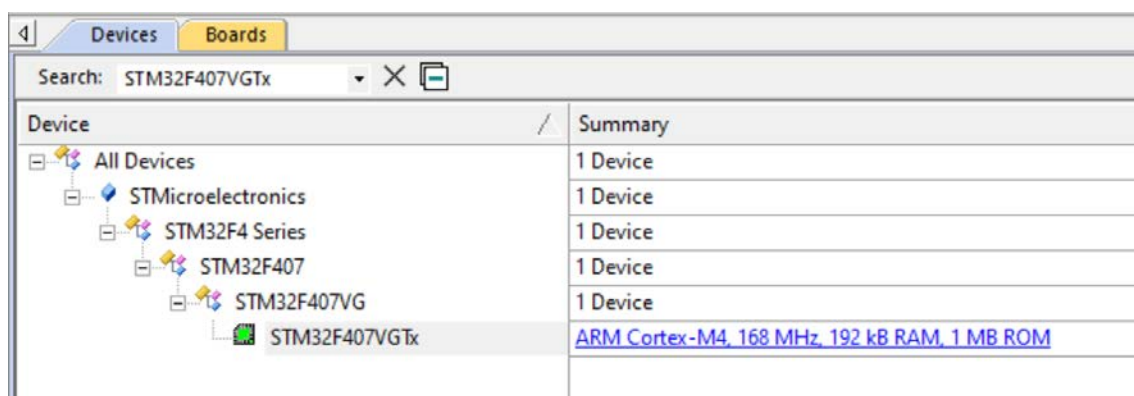 Devices Boards
Search: STM32F407VGTx
Device Summary
All Devices 1 Device
STMicroelectronics 1 Device
STM32F4 Series 1 Device
STM32F407 1 Device
STM32F407VG 1 Device
STM32F407VGTx ARM Cortex-M4, 168 MHz, 192 kB RAM, 1 MB ROM